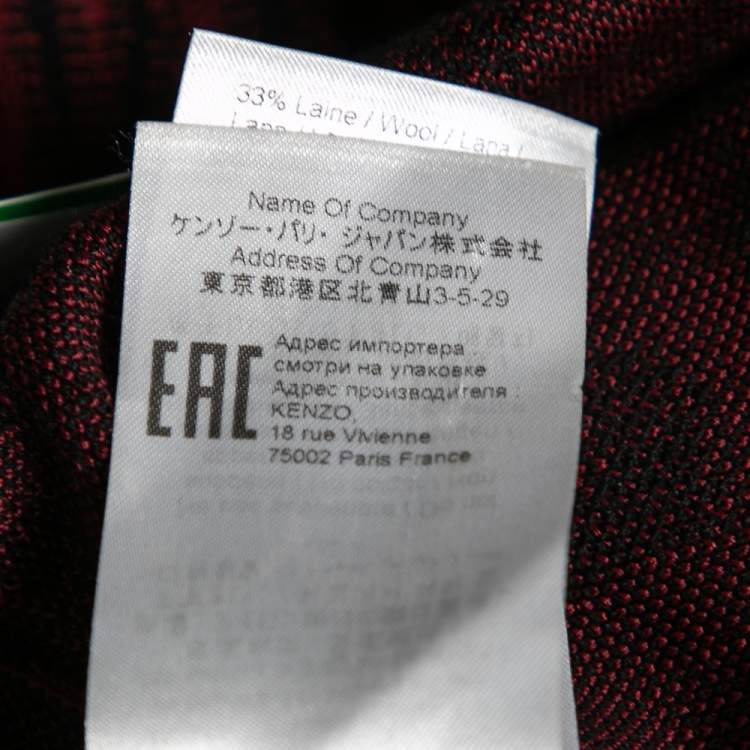 33% Laine / Wool / Lana /
Name Of Company
ケンゾー・パリ・ジャパン株式会社
Address Of Company
東京都港区北青山3-5-29
EAC
Адрес импортера :
смотри на упаковке
Адрес производителя :
KENZO,
18 rue Vivienne
75002 Paris France